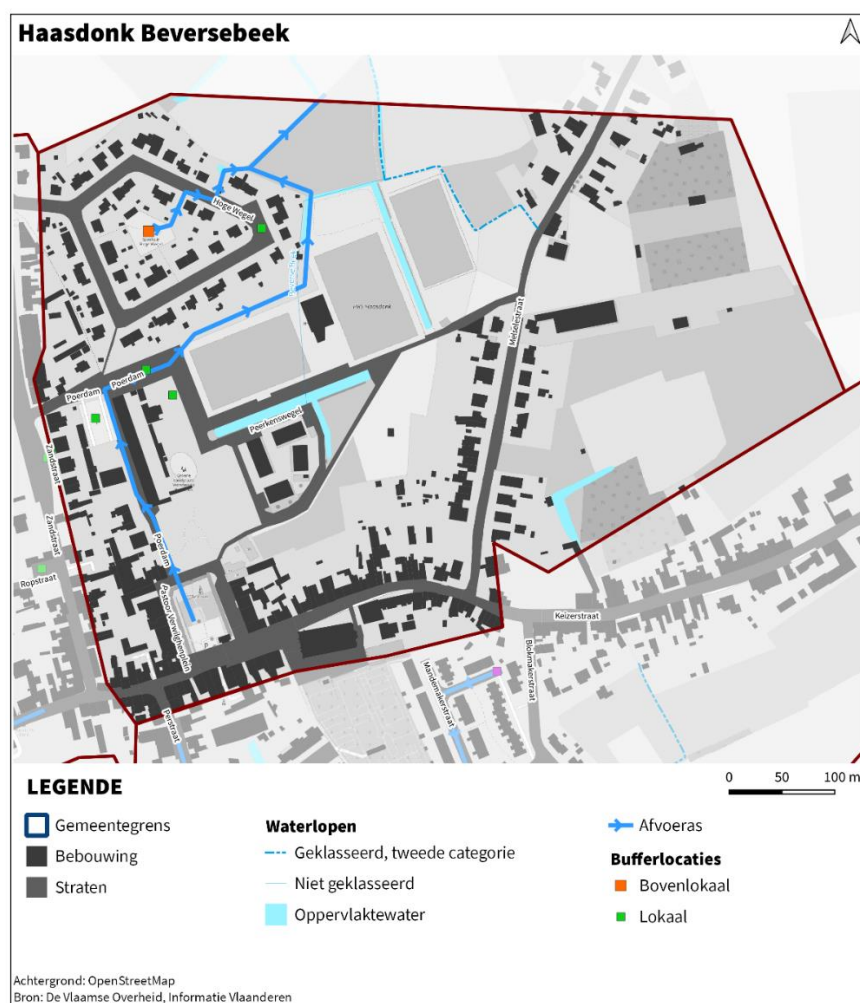 Haasdonk Beversebeek
Hoge Wegel
Poerdam
Poerdam
Peerkenswegel
Melselestraat
Zandstraat
Zandstraat
Ropstraat
Poerdam
Pastoor Verwilghenplein
Keizerstraat
Blokmakerstraat
Mandemakerstraat
Perstraat
LEGENDE
0 50 100 m
Gemeentegrens
Bebouwing
Straten
Waterlopen
Geklasseerd, tweede categorie
Niet geklasseerd
Oppervlaktewater
Afvoeras
Bufferlocaties
Bovenlokaal
Lokaal
Achtergrond: OpenStreetMap
Bron: De Vlaamse Overheid, Informatie Vlaanderen